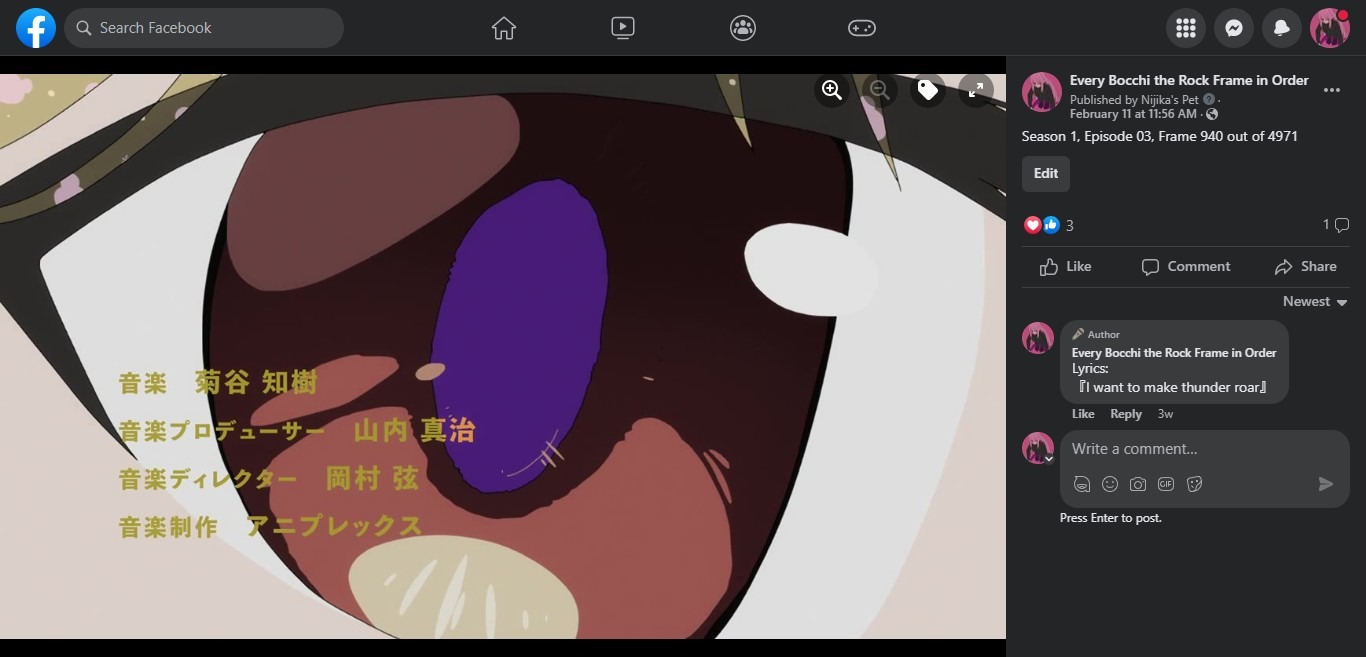 Search Facebook
音楽 菊谷 知樹
音楽プロデューサー 山内 真治
音楽ディレクター 岡村 弦
音楽制作 アニプレックス
Every Bocchi the Rock Frame in Order
Published by Nijika's Pet ·
February 11 at 11:56 AM ·
Season 1, Episode 03, Frame 940 out of 4971
Edit
3
1
Like
Comment
Share
Newest
Author
Every Bocchi the Rock Frame in Order
Lyrics:
『I want to make thunder roar』
Like Reply 3w
Write a comment...
GIF
Press Enter to post.